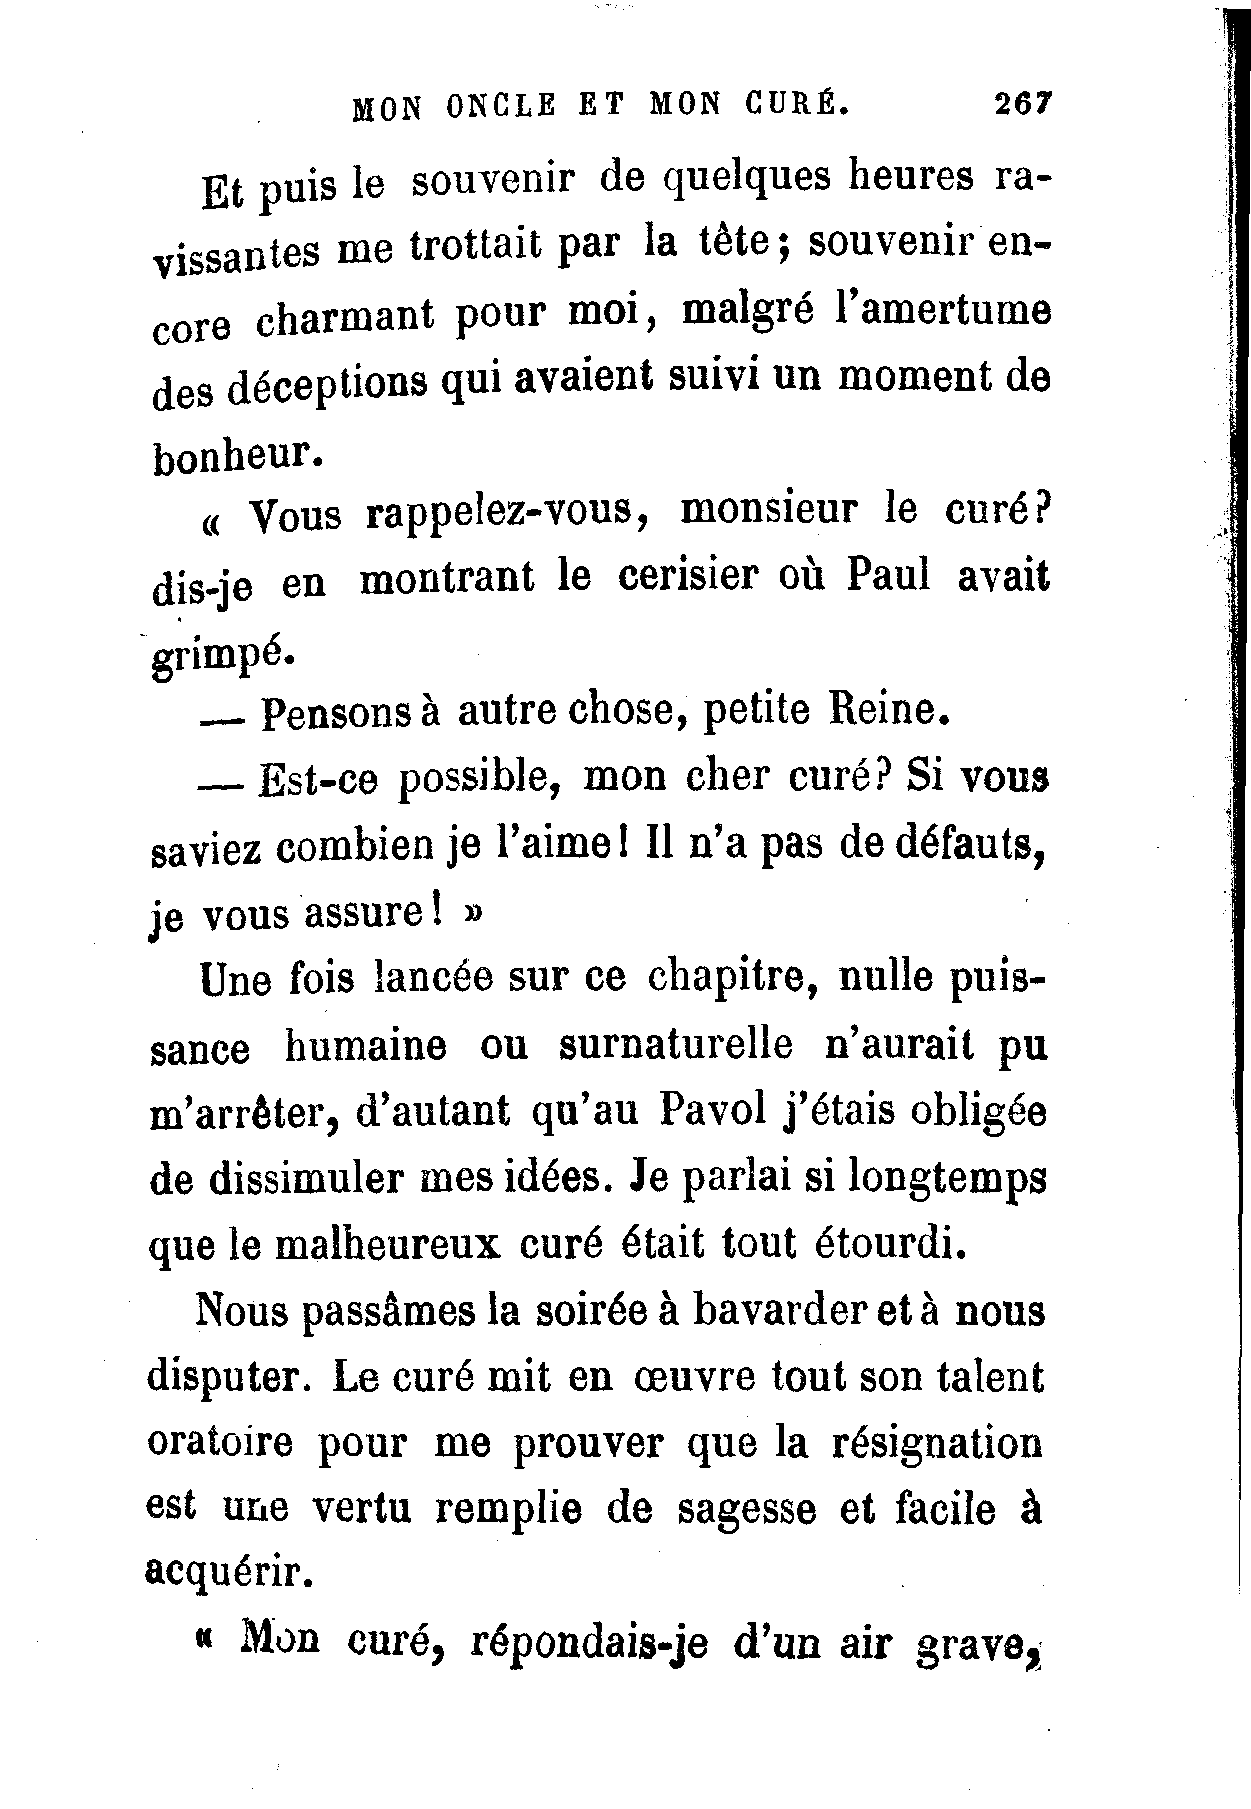 MON ONCLE ET MON CURÉ. 267
Et puis le souvenir de quelques heures ra-
vissantes me trottait par la tête; souvenir en-
core charmant pour moi, malgré l'amertume
des déceptions qui avaient suivi un moment de
bonheur.
« Vous rappelez-vous, monsieur le curé?
dis-je en montrant le cerisier où Paul avait
grimpé.
— Pensons à autre chose, petite Reine.
— Est-ce possible, mon cher curé? Si vous
saviez combien je l'aime! Il n'a pas de défauts,
je vous assure! »
Une fois lancée sur ce chapitre, nulle puis-
sance humaine ou surnaturelle n'aurait pu
m'arrêter, d'autant qu'au Pavol j'étais obligée
de dissimuler mes idées. Je parlai si longtemps
que le malheureux curé était tout étourdi.
Nous passâmes la soirée à bavarder et à nous
disputer. Le curé mit en œuvre tout son talent
oratoire pour me prouver que la résignation
est une vertu remplie de sagesse et facile à
acquérir.
« Mon curé, répondais-je d'un air grave,